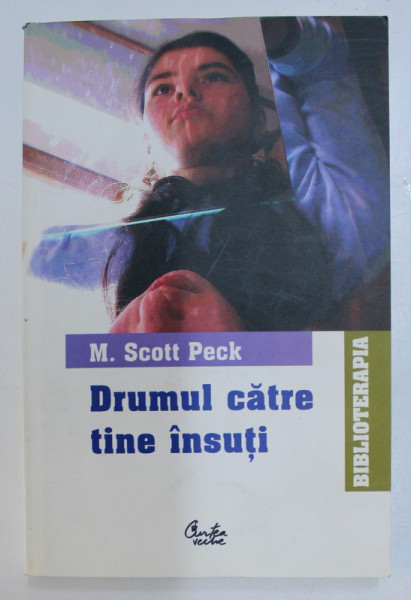 M. Scott Peck
Drumul către
tine însuți
BIBLIOTERAPIA
Curtea
veche